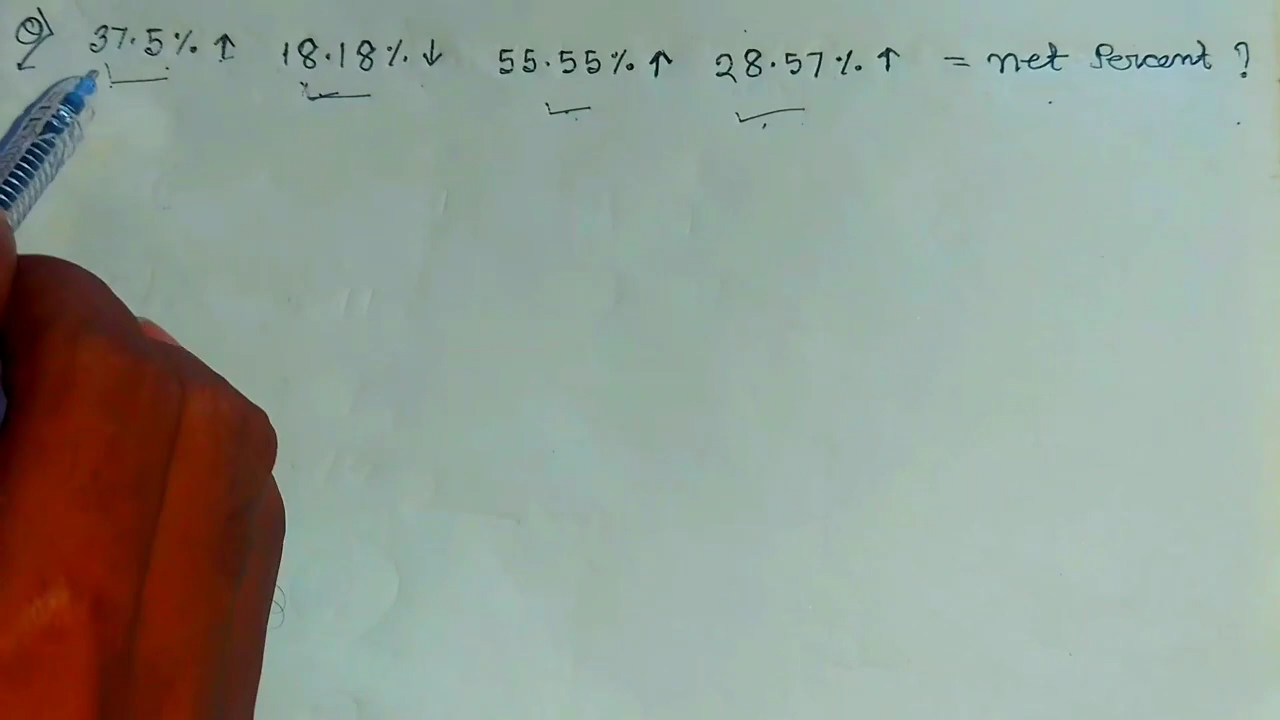 Q) 37.5% ↑ 18.18% ↓ 55.55% ↑ 28.57% ↑ = net Percent ?